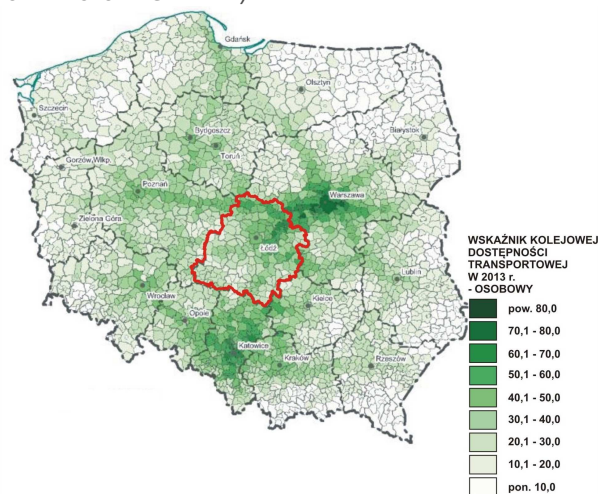 Gdańsk
Olsztyn
Szczecin
Bydgoszcz
Białystok
Toruń
Gorzów Wlkp.
Poznań
Warszawa
Zielona Góra
Łódź
Lublin
Wrocław
Kielce
Opole
Katowice
Kraków
Rzeszów
WSKAŹNIK KOLEJOWEJ
DOSTĘPNOŚCI
TRANSPORTOWEJ
W 2013 r.
- OSOBOWY
pow. 80,0
70,1 - 80,0
60,1 - 70,0
50,1 - 60,0
40,1 - 50,0
30,1 - 40,0
20,1 - 30,0
10,1 - 20,0
pon. 10,0